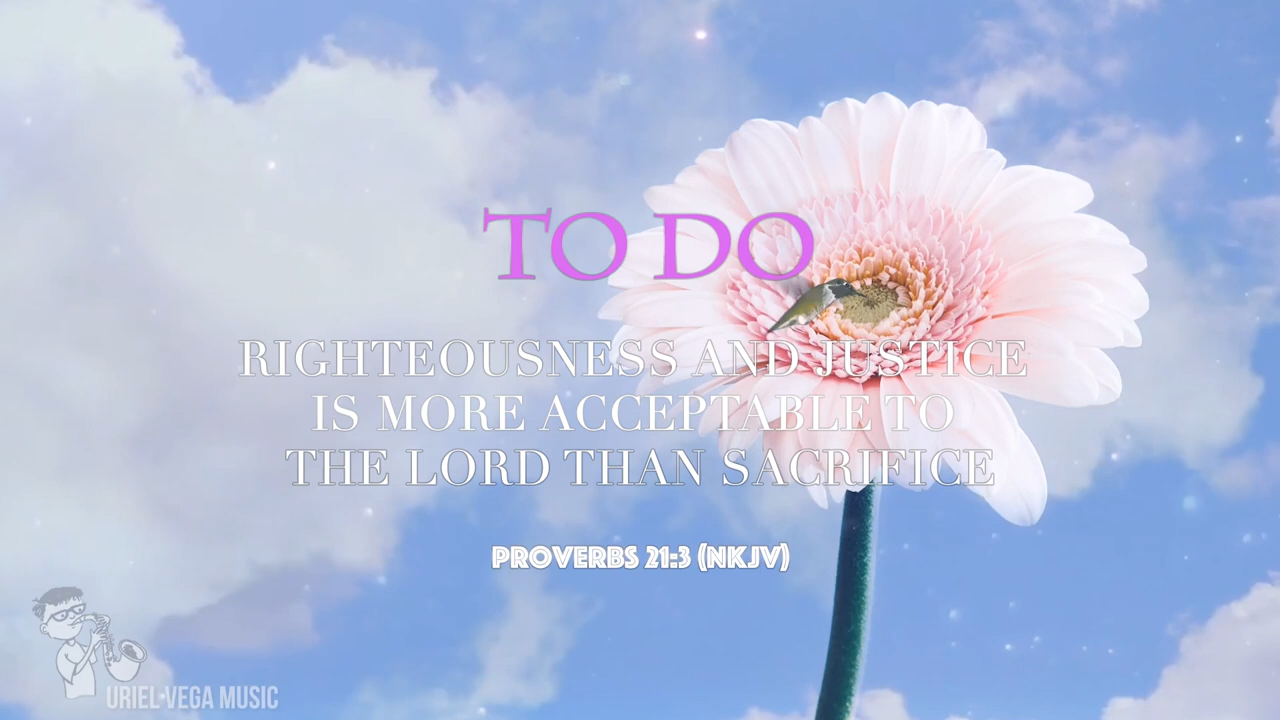 TO DO
RIGHTEOUSNESS AND JUSTICE
IS MORE ACCEPTABLE TO
THE LORD THAN SACRIFICE
PROVERBS 21:3 (NKJV)
URIEL•VEGA MUSIC